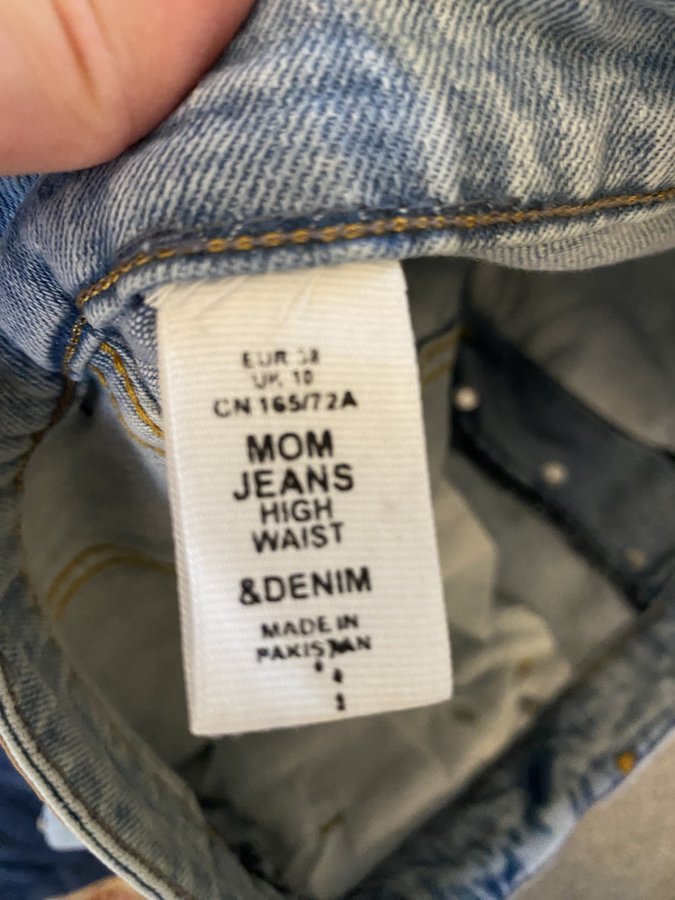 EUR 38
UK 10
CN 165/72A
MOM
JEANS
HIGH
WAIST
&DENIM
MADE IN
PAKISTAN